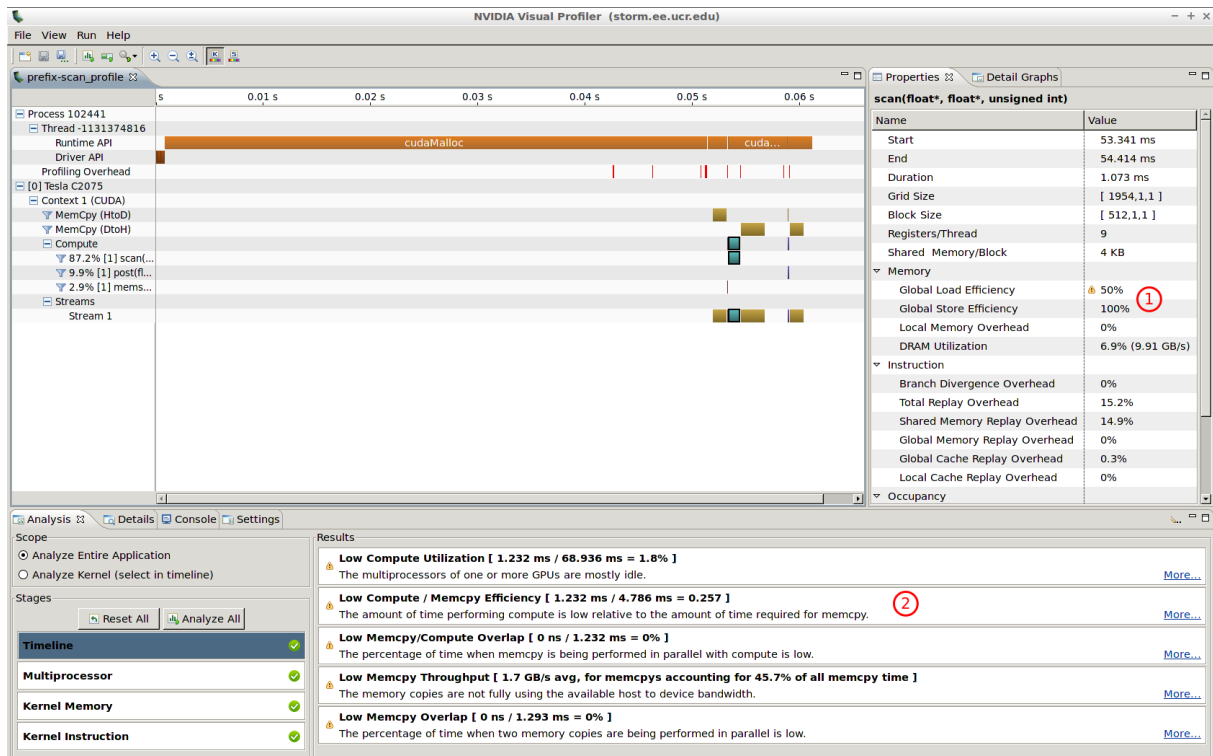 NVIDIA Visual Profiler (storm.ee.ucr.edu)
File View Run Help
prefix-scan_profile
s 0.01 s 0.02 s 0.03 s 0.04 s 0.05 s 0.06 s
Process 102441
Thread -1131374816
Runtime API cudaMalloc cuda...
Driver API
Profiling Overhead
[0] Tesla C2075
Context 1 (CUDA)
MemCpy (HtoD)
MemCpy (DtoH)
Compute
87.2% [1] scan(...
9.9% [1] post(fl...
2.9% [1] mems...
Streams
Stream 1
Properties Detail Graphs
scan(float*, float*, unsigned int)
Name Value
Start 53.341 ms
End 54.414 ms
Duration 1.073 ms
Grid Size [ 1954,1,1 ]
Block Size [ 512,1,1 ]
Registers/Thread 9
Shared Memory/Block 4 KB
Memory
Global Load Efficiency 50%
1
Global Store Efficiency 100%
Local Memory Overhead 0%
DRAM Utilization 6.9% (9.91 GB/s)
Instruction
Branch Divergence Overhead 0%
Total Replay Overhead 15.2%
Shared Memory Replay Overhead 14.9%
Global Memory Replay Overhead 0%
Global Cache Replay Overhead 0.3%
Local Cache Replay Overhead 0%
Occupancy
Analysis Details Console Settings
Scope
Analyze Entire Application
Analyze Kernel (select in timeline)
Stages
Reset All Analyze All
Timeline
Multiprocessor
Kernel Memory
Kernel Instruction
Results
Low Compute Utilization [ 1.232 ms / 68.936 ms = 1.8% ]
The multiprocessors of one or more GPUs are mostly idle. More...
Low Compute / Memcpy Efficiency [ 1.232 ms / 4.786 ms = 0.257 ]
2
The amount of time performing compute is low relative to the amount of time required for memcpy. More...
Low Memcpy/Compute Overlap [ 0 ns / 1.232 ms = 0% ]
The percentage of time when memcpy is being performed in parallel with compute is low. More...
Low Memcpy Throughput [ 1.7 GB/s avg, for memcpys accounting for 45.7% of all memcpy time ]
The memory copies are not fully using the available host to device bandwidth. More...
Low Memcpy Overlap [ 0 ns / 1.293 ms = 0% ]
The percentage of time when two memory copies are being performed in parallel is low. More...